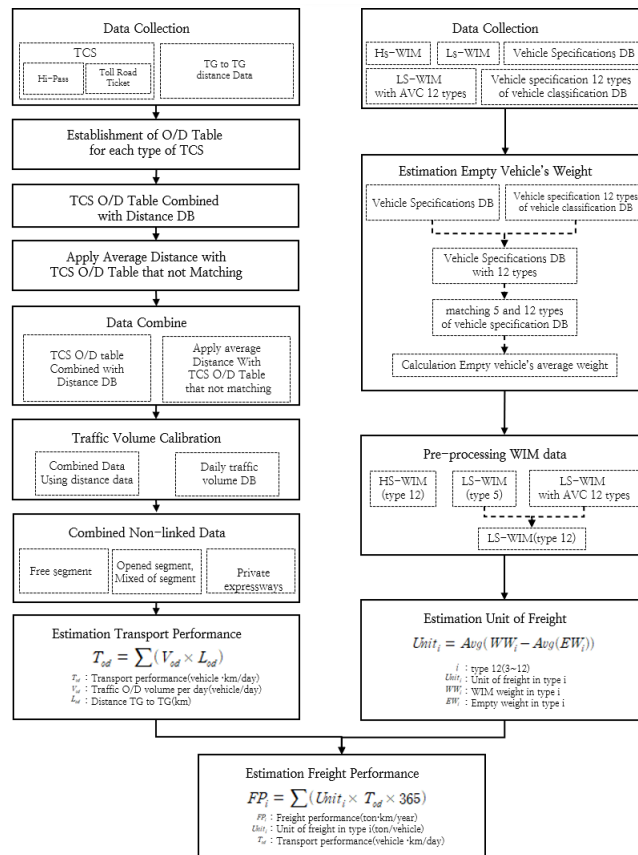 Data Collection
TCS
Hi-Pass
Toll Road
Ticket
TG to TG
distance Data
Establishment of O/D Table
for each type of TCS
TCS O/D Table Combined
with Distance DB
Apply Average Distance with
TCS O/D Table that not Matching
Data Combine
TCS O/D table
Combined with
Distance DB
Apply average
Distance With
TCS O/D Table
that not matching
Traffic Volume Calibration
Combined Data
Using distance data
Daily traffic
volume DB
Combined Non-linked Data
Free segment
Opened segment,
Mixed of segment
Private
expressways
Estimation Transport Performance
T_od = ∑(V_od × L_od)
T_od : Transport performance(vehicle ·km/day)
V_od : Traffic O/D volume per day(vehicle/day)
L_od : Distance TG to TG(km)
Data Collection
Hs-WIM
Ls-WIM
Vehicle Specifications DB
LS-WIM
with AVC 12 types
Vehicle specification 12 types
of vehicle classification DB
Estimation Empty Vehicle's Weight
Vehicle Specifications DB
Vehicle specification 12 types
of vehicle classification DB
Vehicle Specifications DB
with 12 types
matching 5 and 12 types
of vehicle specification DB
Calculation Empty vehicle's average weight
Pre-processing WIM data
HS-WIM
(type 12)
LS-WIM
(type 5)
LS-WIM
with AVC 12 types
LS-WIM(type 12)
Estimation Unit of Freight
Unit_i = Avg(WW_i − Avg(EW_i))
i : type 12(3~12)
Unit_i : Unit of freight in type i
WW_i : WIM weight in type i
EW_i : Empty weight in type i
Estimation Freight Performance
FP_i = ∑(Unit_i × T_od × 365)
FP_i : Freight performance(ton·km/year)
Unit_i : Unit of freight in type i(ton/vehicle)
T_od : Transport performance(vehicle ·km/day)